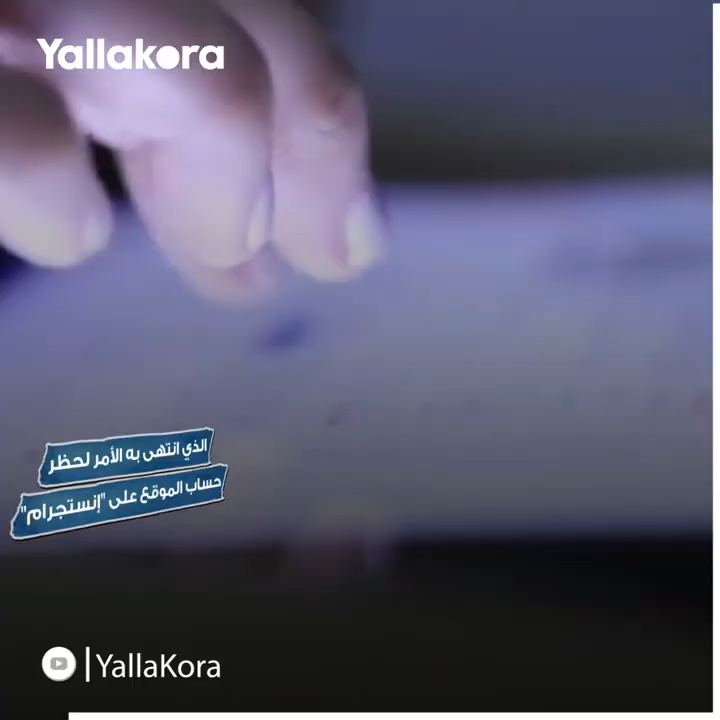 Yallakora
الذي انتهى به الأمر لحظر
حساب الموقع على "إنستجرام"
YallaKora